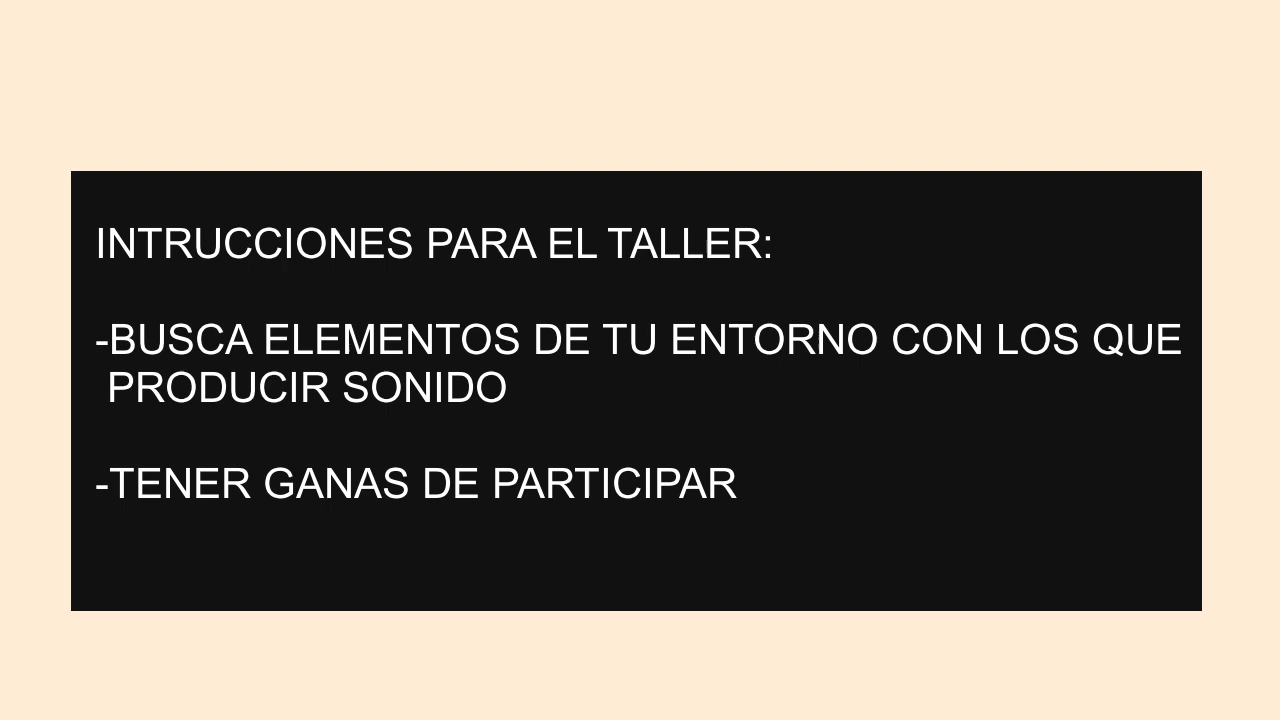 INTRUCCIONES PARA EL TALLER:
-BUSCA ELEMENTOS DE TU ENTORNO CON LOS QUE
PRODUCIR SONIDO
-TENER GANAS DE PARTICIPAR